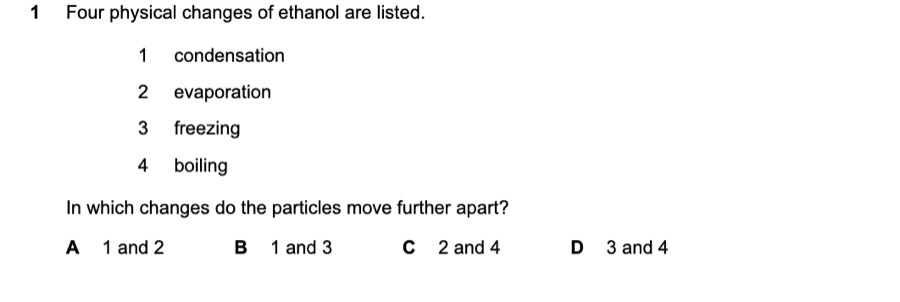 1 Four physical changes of ethanol are listed.
1 condensation
2 evaporation
3 freezing
4 boiling
In which changes do the particles move further apart?
A 1 and 2 B 1 and 3 C 2 and 4 D 3 and 4